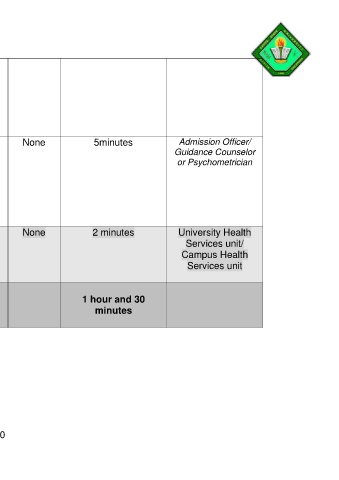 None 5minutes Admission Officer/
Guidance Counselor
or Psychometrician
None 2 minutes University Health
Services unit/
Campus Health
Services unit
1 hour and 30
minutes
0